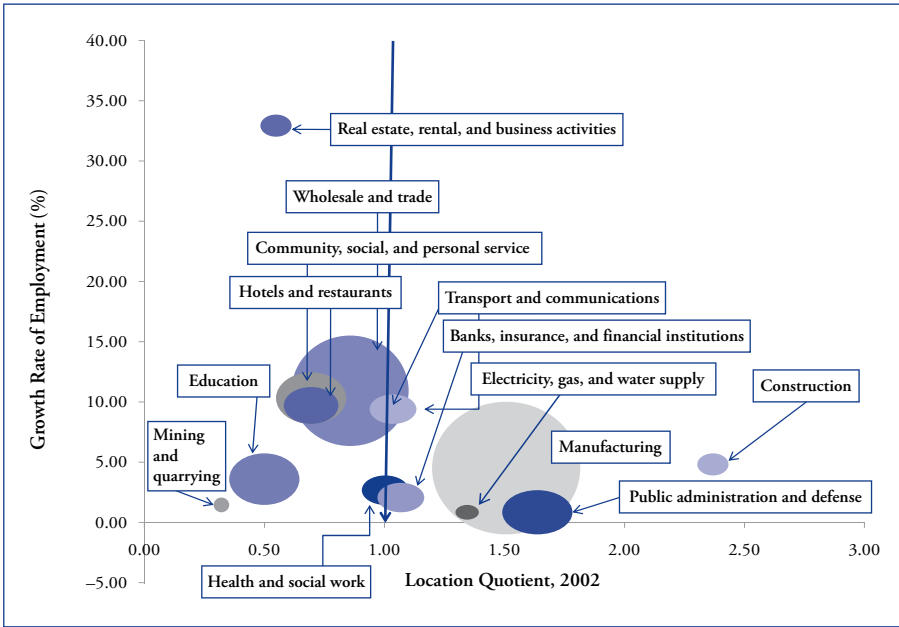 40.00
35.00
30.00
25.00
20.00
15.00
10.00
5.00
0.00
–5.00
Growth Rate of Employment (%)
Real estate, rental, and business activities
Wholesale and trade
Community, social, and personal service
Hotels and restaurants
Transport and communications
Banks, insurance, and financial institutions
Electricity, gas, and water supply
Education
Construction
Mining
and
quarrying
Manufacturing
Public administration and defense
0.00 0.50 1.00 1.50 2.00 2.50 3.00
Health and social work
Location Quotient, 2002